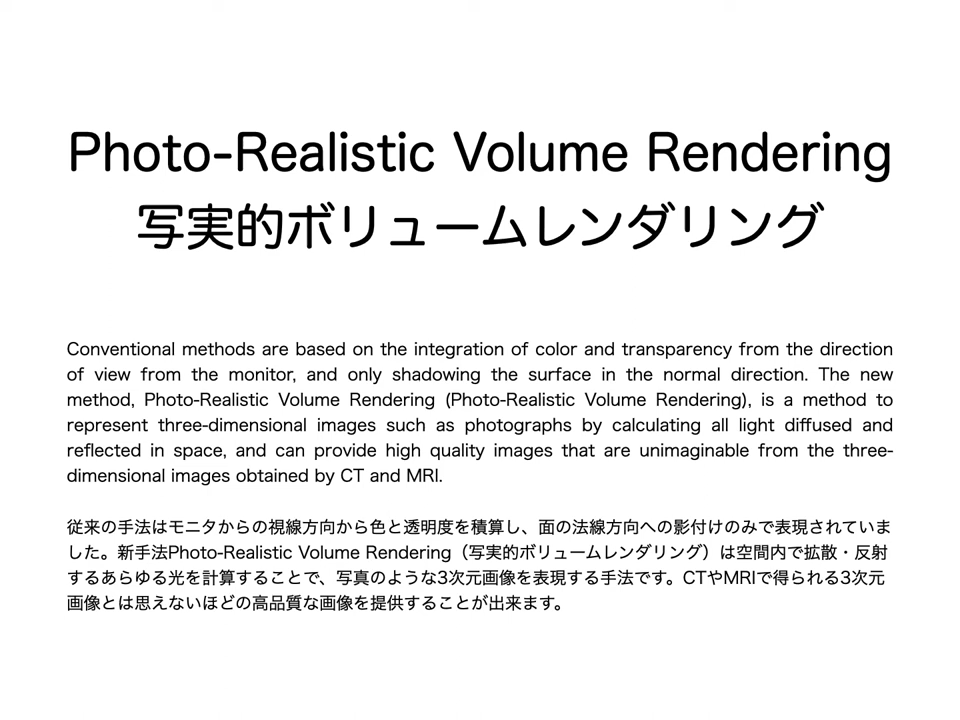 Photo-Realistic Volume Rendering
写実的ボリュームレンダリング
Conventional methods are based on the integration of color and transparency from the direction
of view from the monitor, and only shadowing the surface in the normal direction. The new
method, Photo-Realistic Volume Rendering (Photo-Realistic Volume Rendering), is a method to
represent three-dimensional images such as photographs by calculating all light diffused and
reflected in space, and can provide high quality images that are unimaginable from the three-
dimensional images obtained by CT and MRI.
従来の手法はモニタからの視線方向から色と透明度を積算し、面の法線方向への影付けのみで表現されていま
した。新手法Photo-Realistic Volume Rendering（写実的ボリュームレンダリング）は空間内で拡散・反射
するあらゆる光を計算することで、写真のような3次元画像を表現する手法です。CTやMRIで得られる3次元
画像とは思えないほどの高品質な画像を提供することが出来ます。